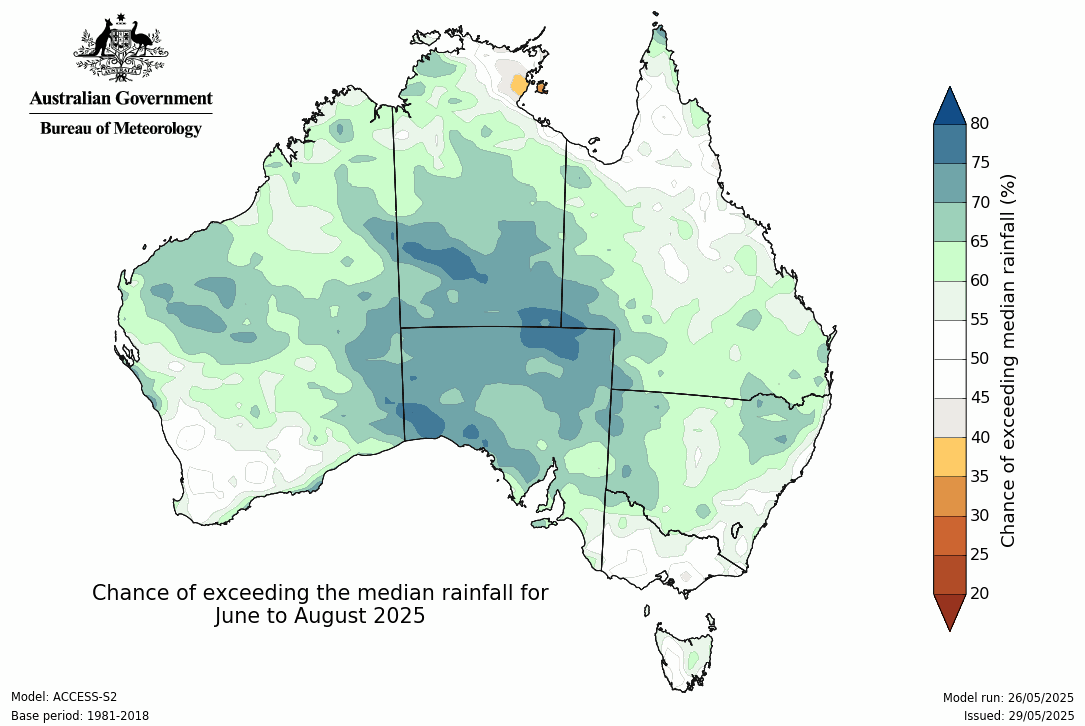 AUSTRALIA
Australian Government
Bureau of Meteorology
80
75
70
65
60
55
50
45
40
35
30
25
20
Chance of exceeding median rainfall (%)
Chance of exceeding the median rainfall for
June to August 2025
Model: ACCESS-S2
Base period: 1981-2018
Model run: 26/05/2025
Issued: 29/05/2025